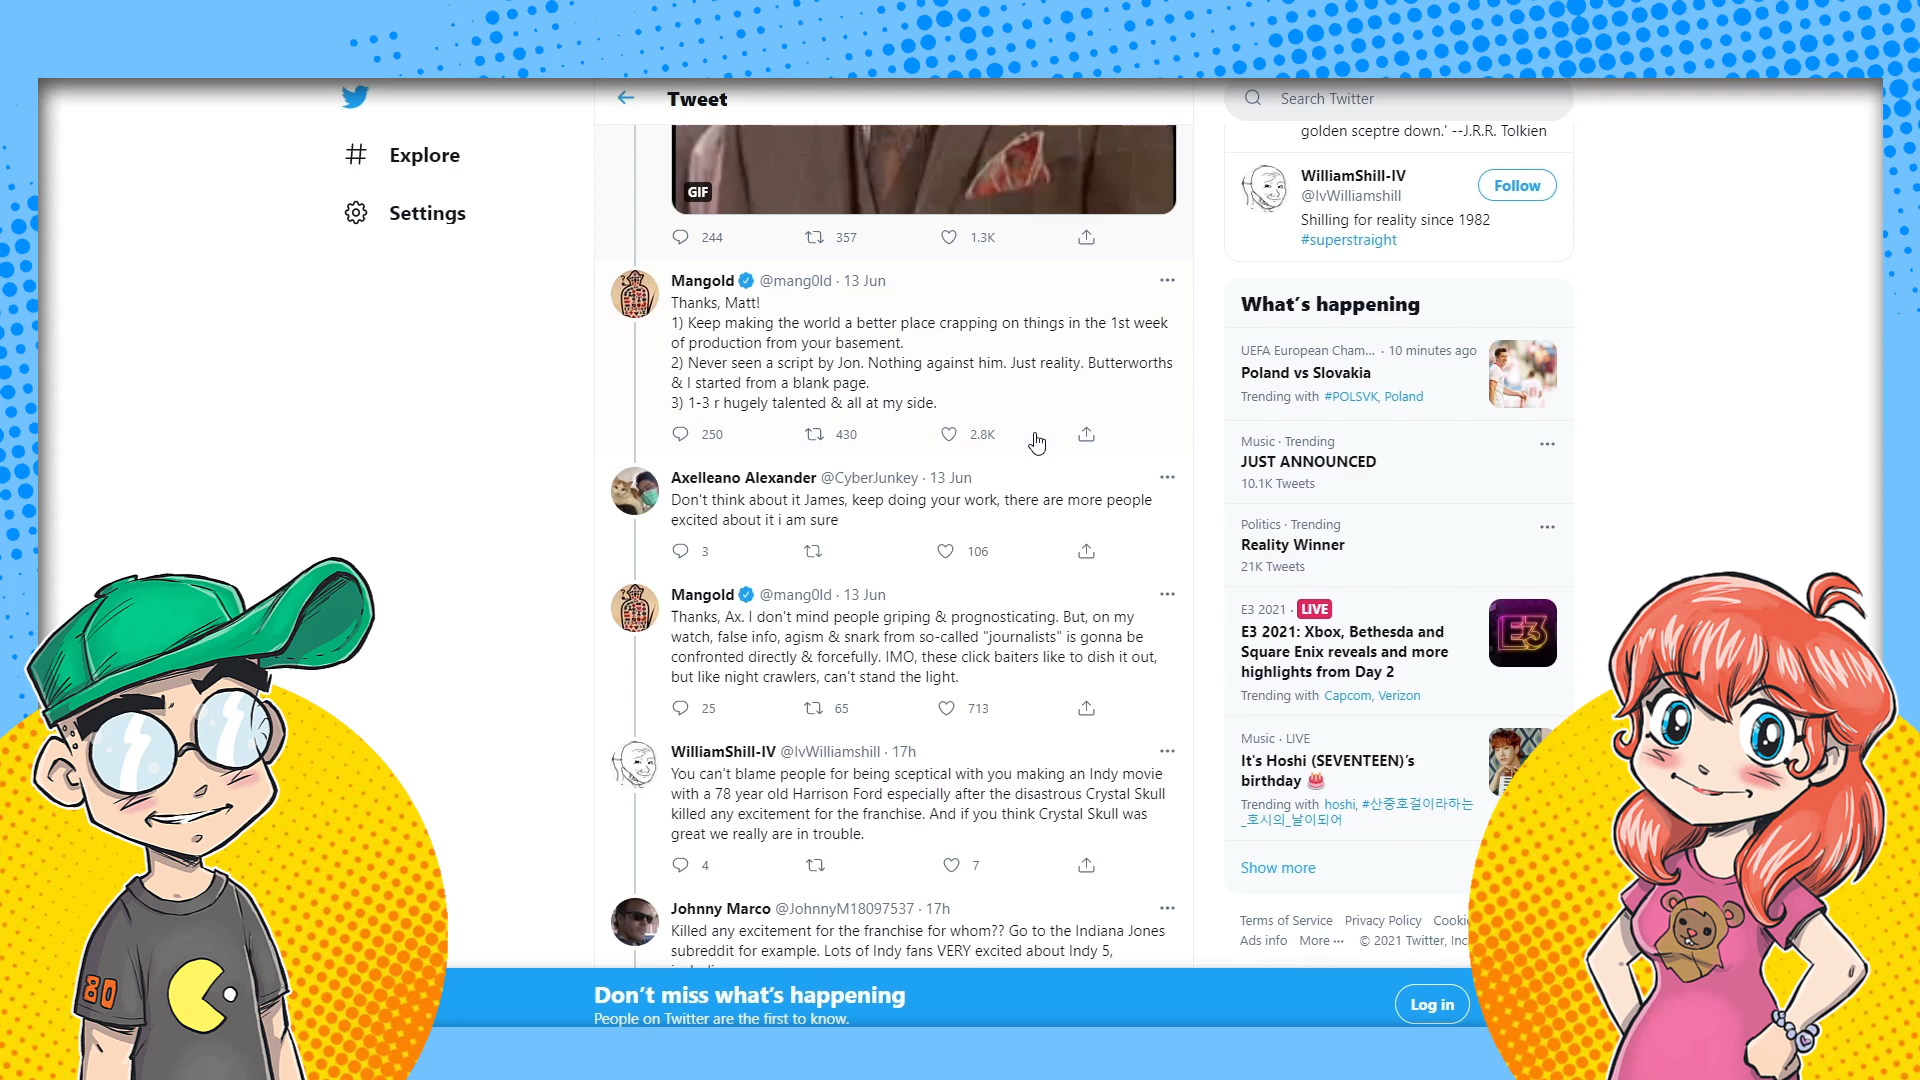 Explore
Settings
Tweet
GIF
244 357 1.3K
Mangold @mang0ld · 13 Jun
Thanks, Matt!
1) Keep making the world a better place crapping on things in the 1st week
of production from your basement.
2) Never seen a script by Jon. Nothing against him. Just reality. Butterworths
& I started from a blank page.
3) 1-3 r hugely talented & all at my side.
250 430 2.8K
Axelleano Alexander @CyberJunkey · 13 Jun
Don't think about it James, keep doing your work, there are more people
excited about it i am sure
3 106
Mangold @mang0ld · 13 Jun
Thanks, Ax. I don't mind people griping & prognosticating. But, on my
watch, false info, agism & snark from so-called "journalists" is gonna be
confronted directly & forcefully. IMO, these click baiters like to dish it out,
but like night crawlers, can't stand the light.
25 65 713
WilliamShill-IV @IvWilliamshill · 17h
You can't blame people for being sceptical with you making an Indy movie
with a 78 year old Harrison Ford especially after the disastrous Crystal Skull
killed any excitement for the franchise. And if you think Crystal Skull was
great we really are in trouble.
4 7
Johnny Marco @JohnnyM18097537 · 17h
Killed any excitement for the franchise for whom?? Go to the Indiana Jones
subreddit for example. Lots of Indy fans VERY excited about Indy 5,
Search Twitter
golden sceptre down.' --J.R.R. Tolkien
WilliamShill-IV
@IvWilliamshill
Follow
Shilling for reality since 1982
#superstraight
What's happening
UEFA European Cham... · 10 minutes ago
Poland vs Slovakia
Trending with #POLSVK, Poland
Music · Trending
JUST ANNOUNCED
10.1K Tweets
Politics · Trending
Reality Winner
21K Tweets
E3 2021 · LIVE
E3 2021: Xbox, Bethesda and
Square Enix reveals and more
highlights from Day 2
Trending with Capcom, Verizon
E3
Music · LIVE
It's Hoshi (SEVENTEEN)'s
birthday 🎂
Trending with hoshi, #산중호걸이라하는
_호시의_날이되어
Show more
Terms of Service Privacy Policy Cookie
Ads info More ··· © 2021 Twitter, Inc.
Don't miss what's happening
People on Twitter are the first to know.
Log in
80